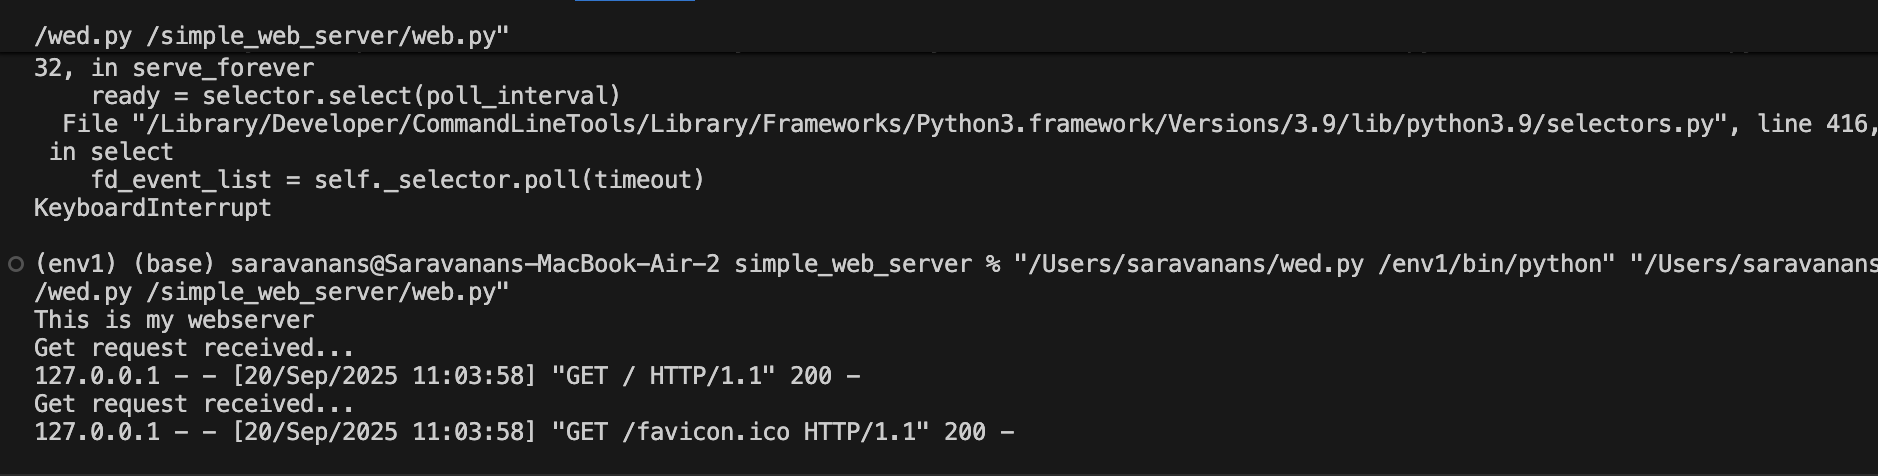 /wed.py /simple_web_server/web.py"
32, in serve_forever
    ready = selector.select(poll_interval)
  File "/Library/Developer/CommandLineTools/Library/Frameworks/Python3.framework/Versions/3.9/lib/python3.9/selectors.py", line 416,
 in select
    fd_event_list = self._selector.poll(timeout)
KeyboardInterrupt
(env1) (base) saravanans@Saravanans-MacBook-Air-2 simple_web_server % "/Users/saravanans/wed.py /env1/bin/python" "/Users/saravanans
/wed.py /simple_web_server/web.py"
This is my webserver
Get request received...
127.0.0.1 - - [20/Sep/2025 11:03:58] "GET / HTTP/1.1" 200 -
Get request received...
127.0.0.1 - - [20/Sep/2025 11:03:58] "GET /favicon.ico HTTP/1.1" 200 -